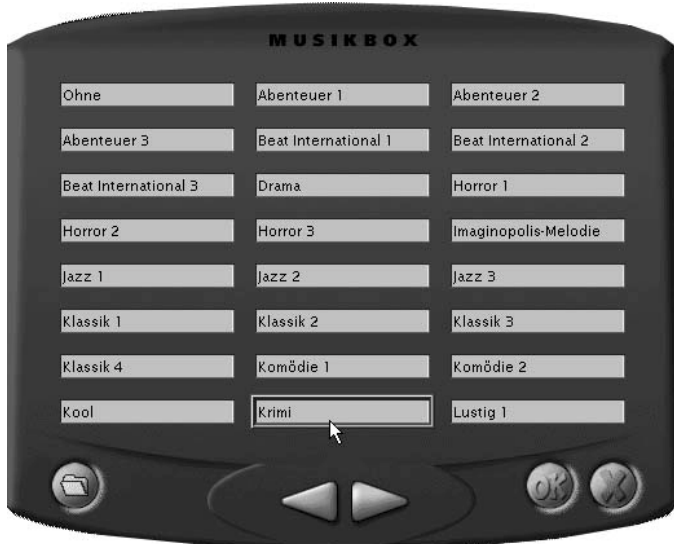 MUSIKBOX
Ohne
Abenteuer 1
Abenteuer 2
Abenteuer 3
Beat International 1
Beat International 2
Beat International 3
Drama
Horror 1
Horror 2
Horror 3
Imaginopolis-Melodie
Jazz 1
Jazz 2
Jazz 3
Klassik 1
Klassik 2
Klassik 3
Klassik 4
Komödie 1
Komödie 2
Kool
Krimi
Lustig 1
OK
X